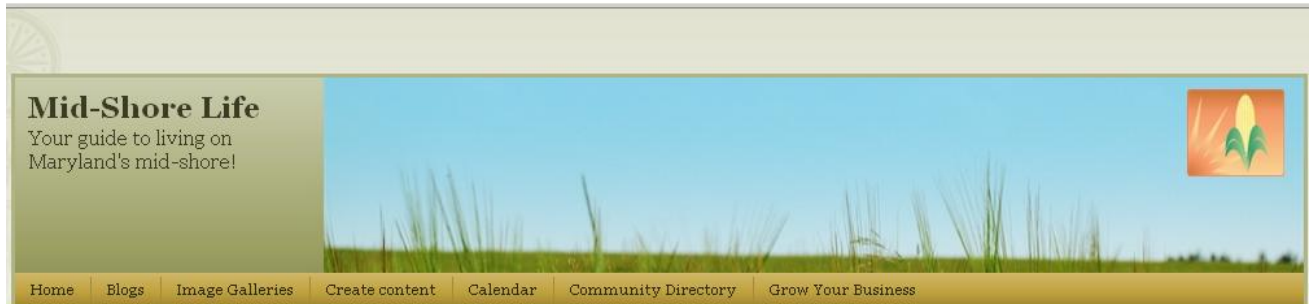 Mid-Shore Life
Your guide to living on
Maryland's mid-shore!
Home Blogs Image Galleries Create content Calendar Community Directory Grow Your Business